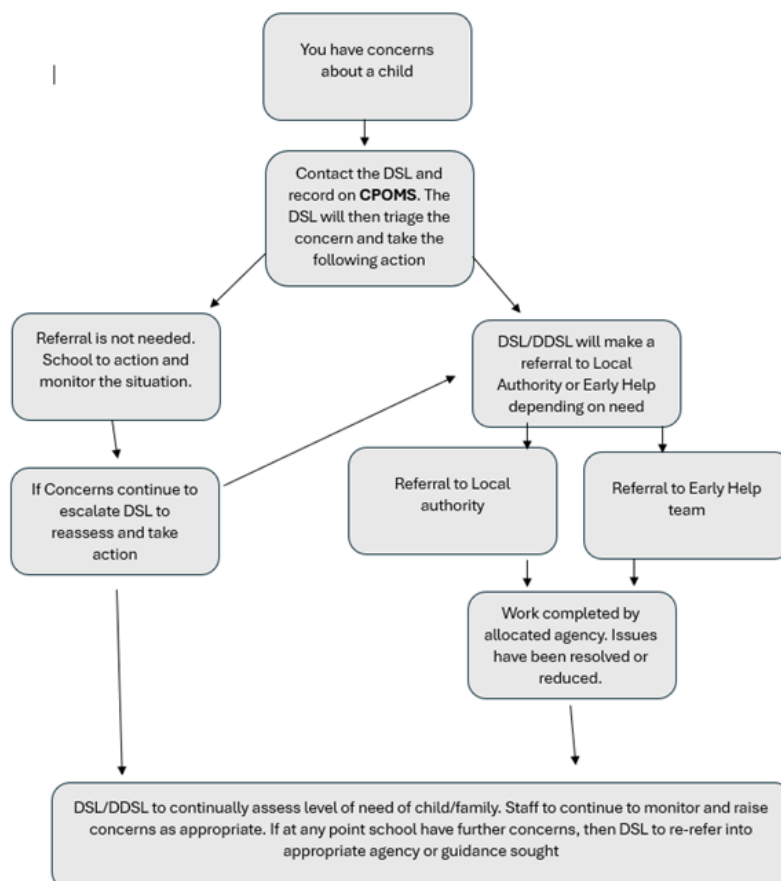 You have concerns
about a child
Contact the DSL and
record on CPOMS. The
DSL will then triage the
concern and take the
following action
Referral is not needed.
School to action and
monitor the situation.
DSL/DDSL will make a
referral to Local
Authority or Early Help
depending on need
If Concerns continue to
escalate DSL to
reassess and take
action
Referral to Local
authority
Referral to Early Help
team
Work completed by
allocated agency. Issues
have been resolved or
reduced.
DSL/DDSL to continually assess level of need of child/family. Staff to continue to monitor and raise
concerns as appropriate. If at any point school have further concerns, then DSL to re-refer into
appropriate agency or guidance sought